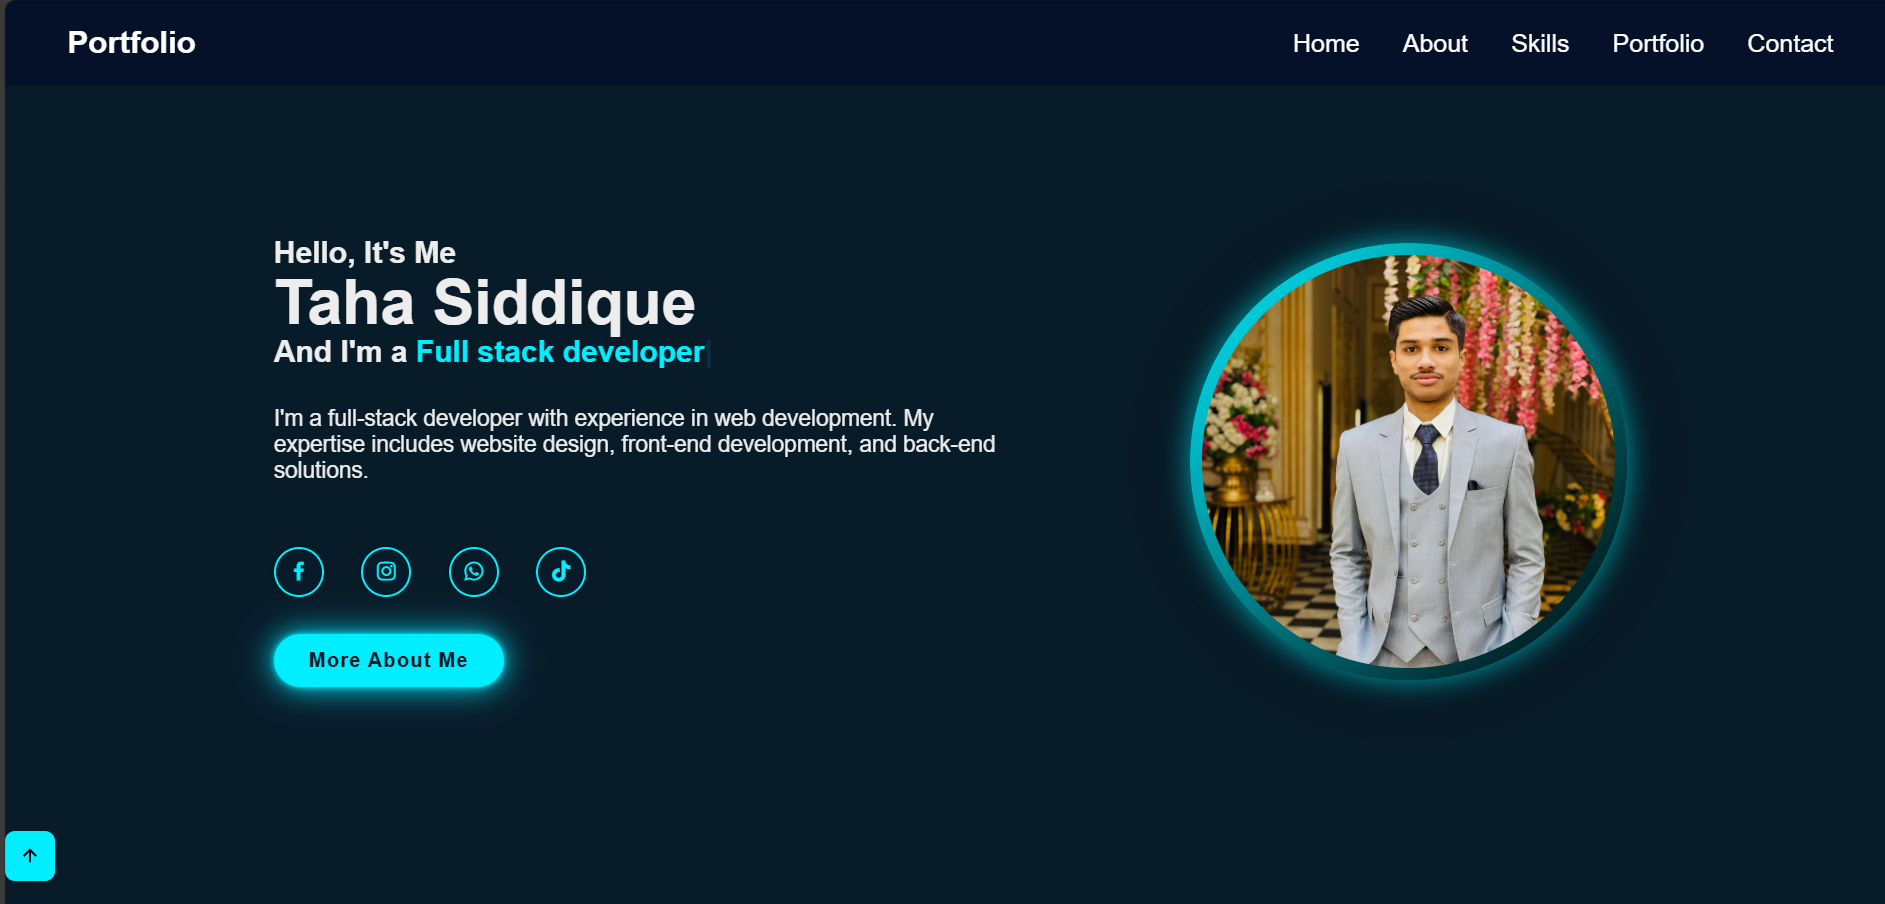 Portfolio
Home About Skills Portfolio Contact
Hello, It's Me
Taha Siddique
And I'm a Full stack developer
I'm a full-stack developer with experience in web development. My
expertise includes website design, front-end development, and back-end
solutions.
More About Me